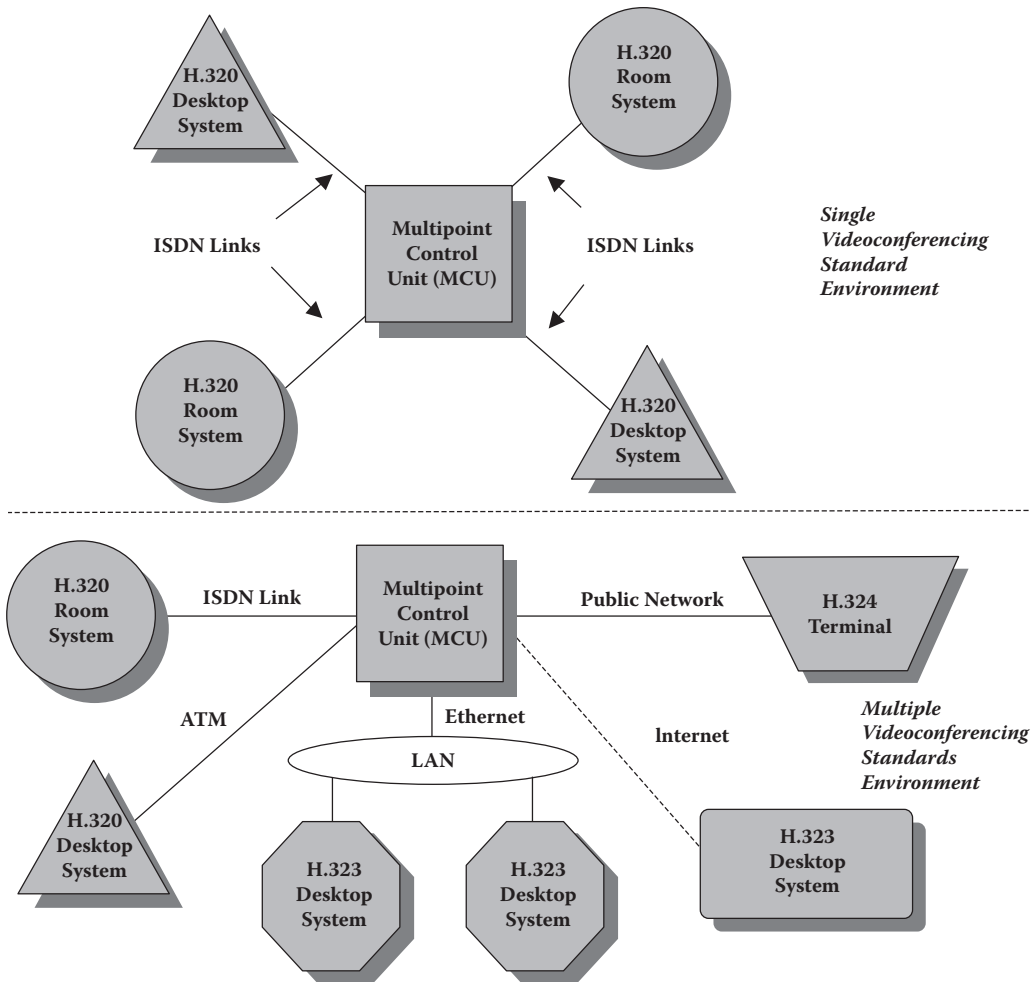 H.320
Desktop
System
H.320
Room
System
ISDN Links
Multipoint
Control
Unit (MCU)
ISDN Links
Single
Videoconferencing
Standard
Environment
H.320
Room
System
H.320
Desktop
System
H.320
Room
System
ISDN Link
Multipoint
Control
Unit (MCU)
Public Network
H.324
Terminal
ATM
Ethernet
Internet
Multiple
Videoconferencing
Standards
Environment
LAN
H.320
Desktop
System
H.323
Desktop
System
H.323
Desktop
System
H.323
Desktop
System